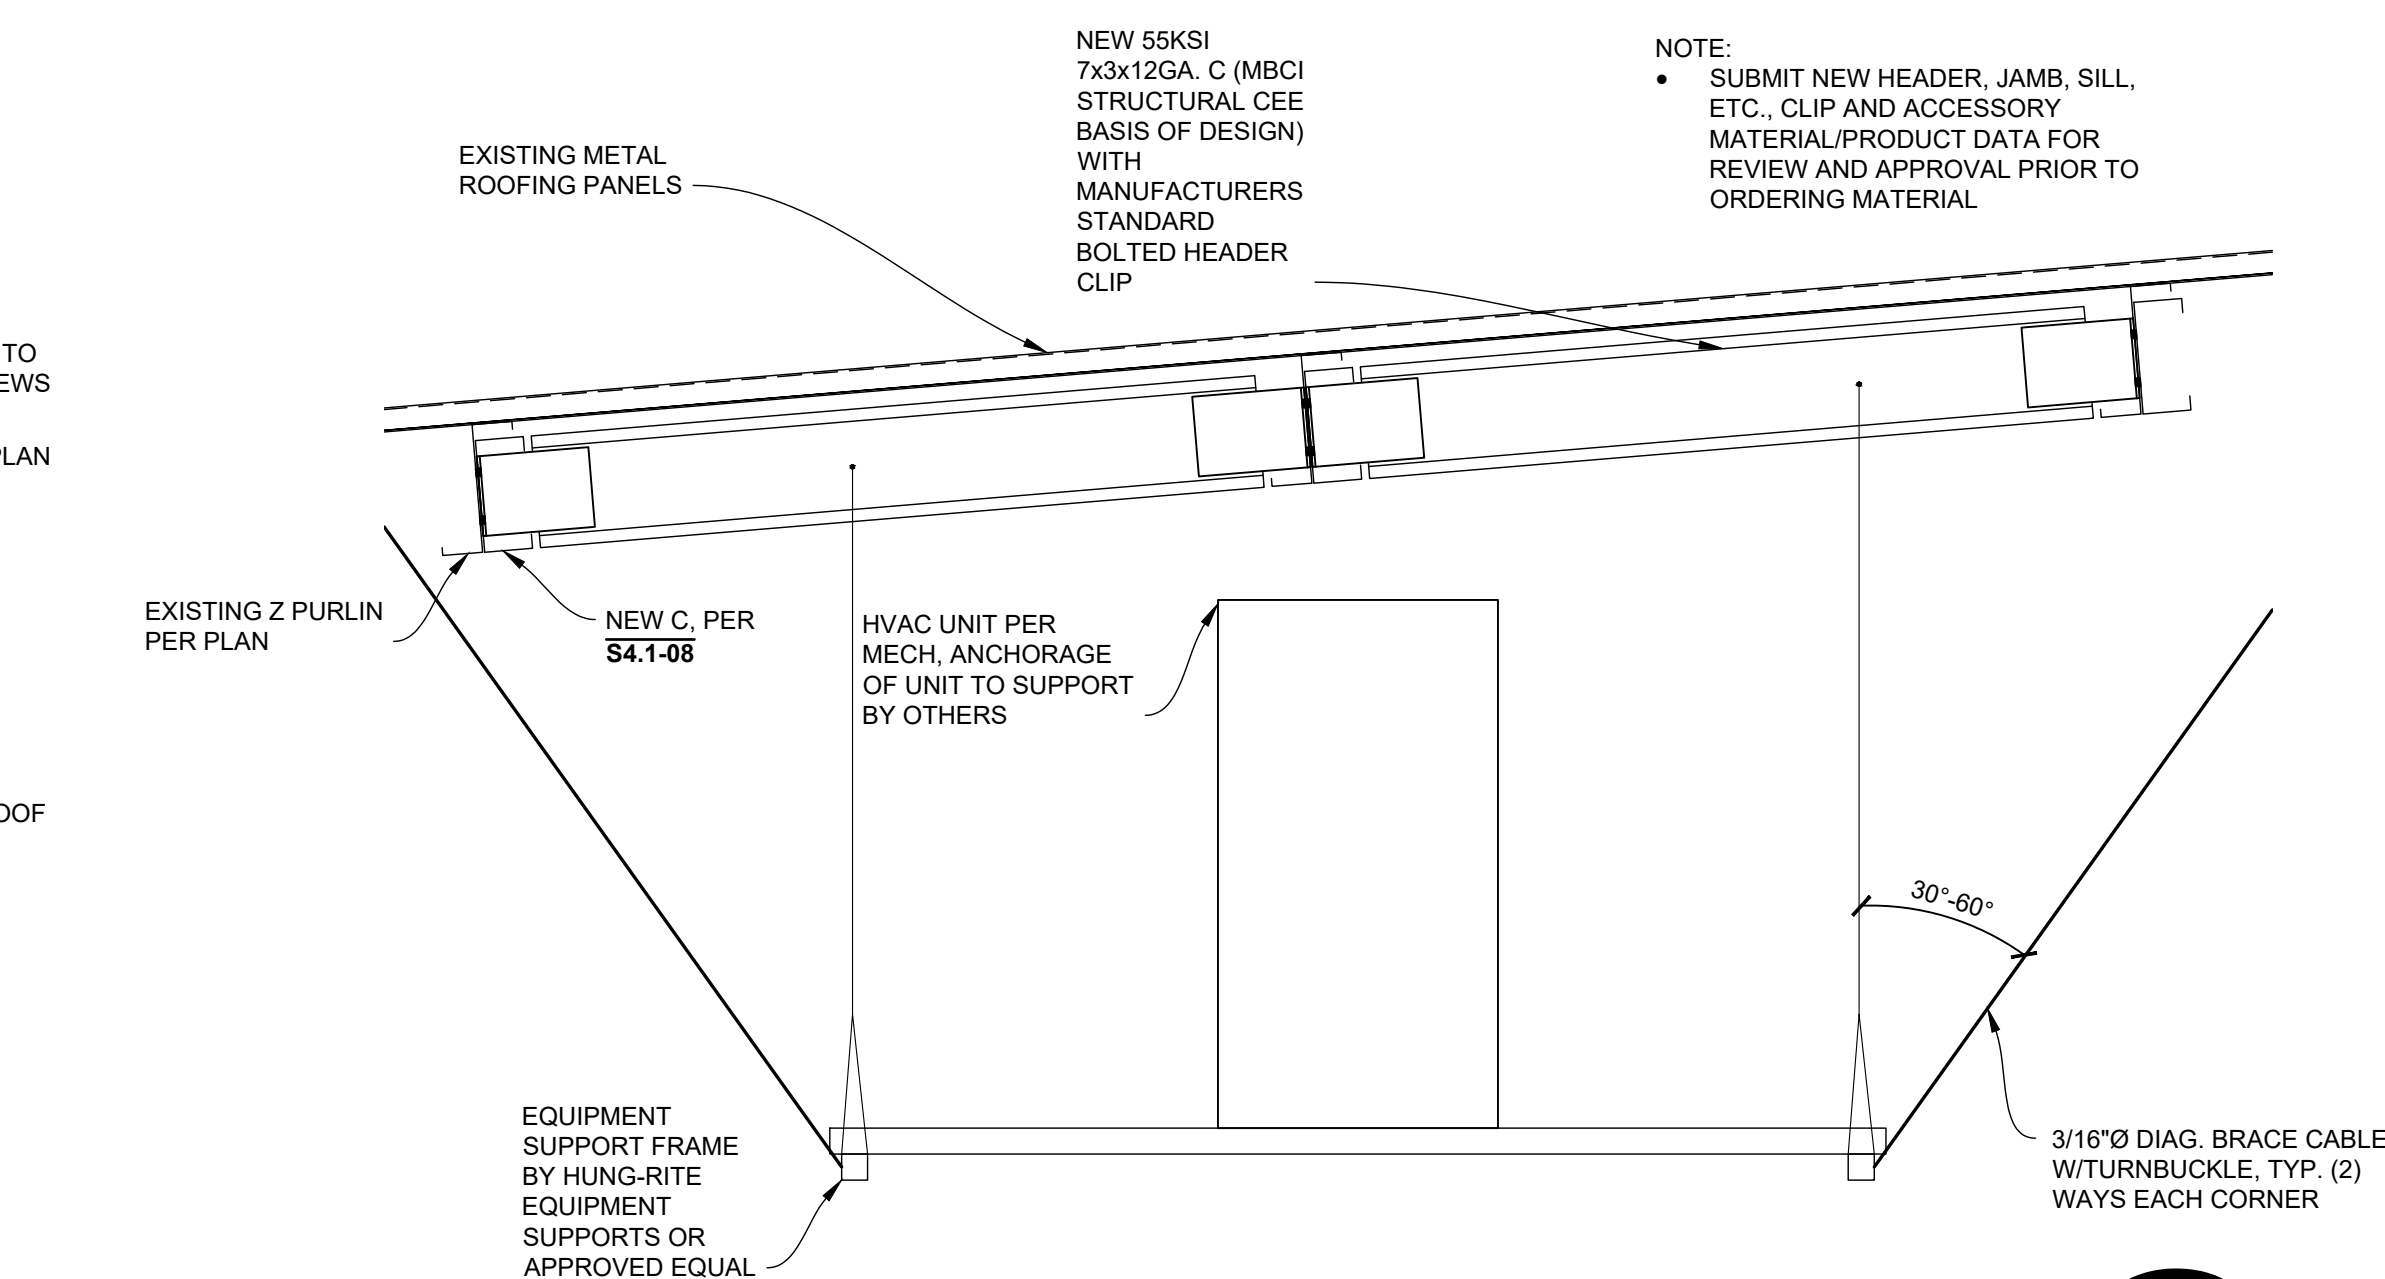 NEW 55KSI
7x3x12GA. C (MBCI
STRUCTURAL CEE
BASIS OF DESIGN)
WITH
MANUFACTURERS
STANDARD
BOLTED HEADER
CLIP
NOTE:
• SUBMIT NEW HEADER, JAMB, SILL,
ETC., CLIP AND ACCESSORY
MATERIAL/PRODUCT DATA FOR
REVIEW AND APPROVAL PRIOR TO
ORDERING MATERIAL
EXISTING METAL
ROOFING PANELS
TO
EWS
PLAN
EXISTING Z PURLIN
PER PLAN
NEW C, PER
S4.1-08
HVAC UNIT PER
MECH, ANCHORAGE
OF UNIT TO SUPPORT
BY OTHERS
OOF
30°-60°
EQUIPMENT
SUPPORT FRAME
BY HUNG-RITE
EQUIPMENT
SUPPORTS OR
APPROVED EQUAL
3/16"Ø DIAG. BRACE CABLE
W/TURNBUCKLE, TYP. (2)
WAYS EACH CORNER